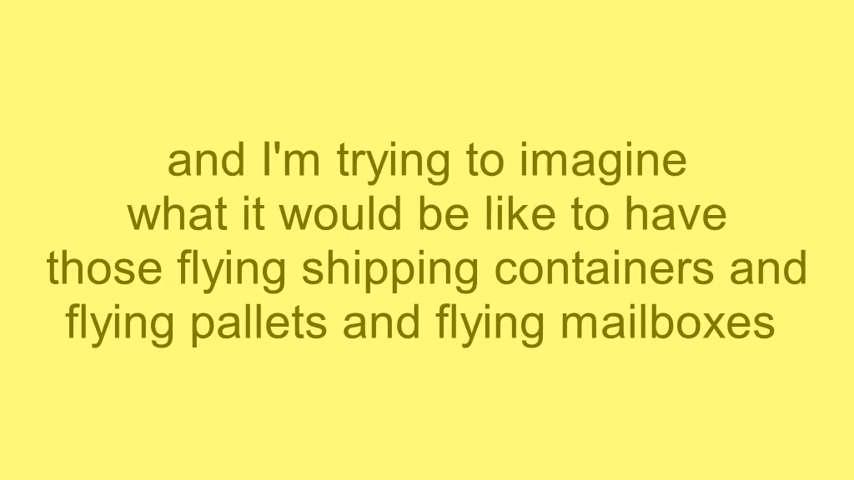 and I'm trying to imagine
what it would be like to have
those flying shipping containers and
flying pallets and flying mailboxes